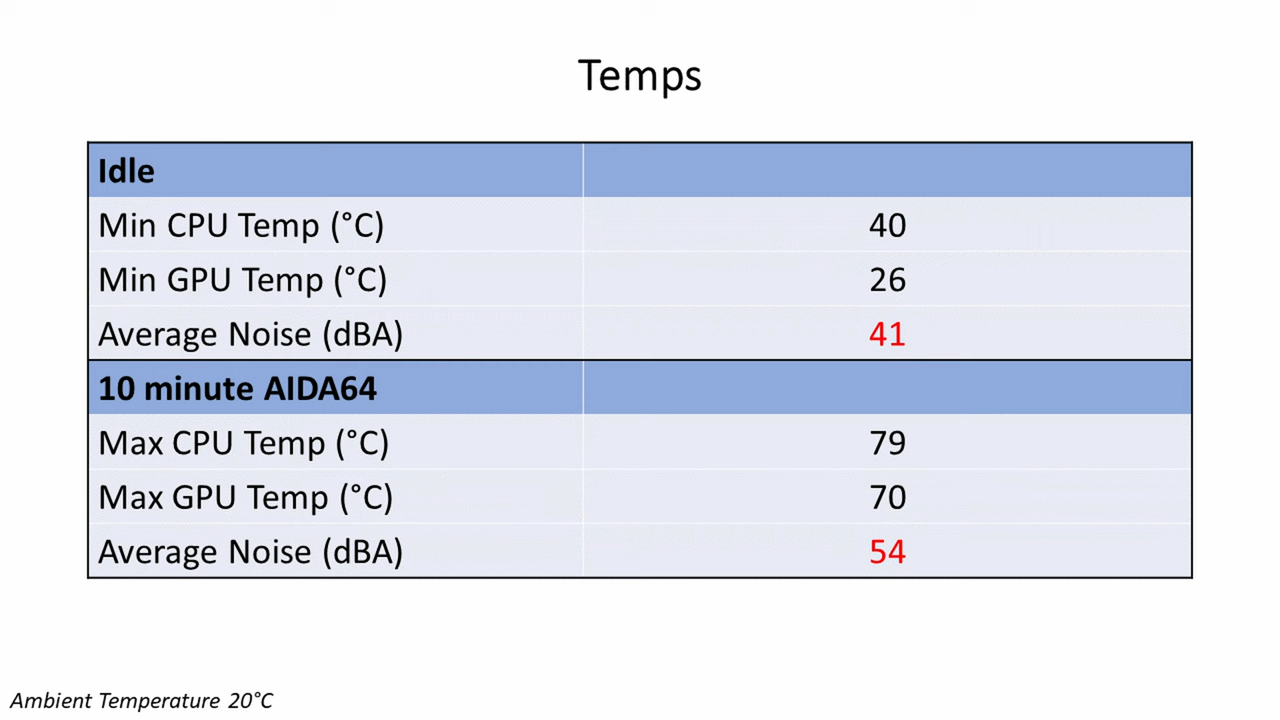 Temps
Idle
Min CPU Temp (°C) 40
Min GPU Temp (°C) 26
Average Noise (dBA) 41
10 minute AIDA64
Max CPU Temp (°C) 79
Max GPU Temp (°C) 70
Average Noise (dBA) 54
Ambient Temperature 20°C